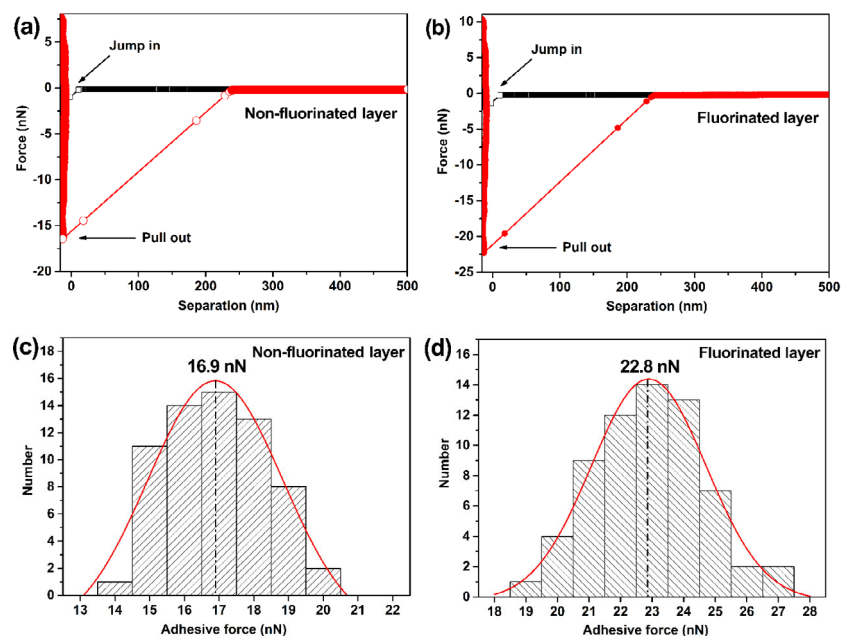 (a)
5
0
-5
-10
-15
-20
Force (nN)
Jump in
Non-fluorinated layer
Pull out
0 100 200 300 400 500
Separation (nm)
(b)
10
5
0
-5
-10
-15
-20
-25
Force (nN)
Jump in
Fluorinated layer
Pull out
0 100 200 300 400 500
Separation (nm)
(c)
18
16
14
12
10
8
6
4
2
0
Number
Non-fluorinated layer
16.9 nN
13 14 15 16 17 18 19 20 21 22
Adhesive force (nN)
(d)
16
14
12
10
8
6
4
2
0
Number
Fluorinated layer
22.8 nN
18 19 20 21 22 23 24 25 26 27 28
Adhesive force (nN)